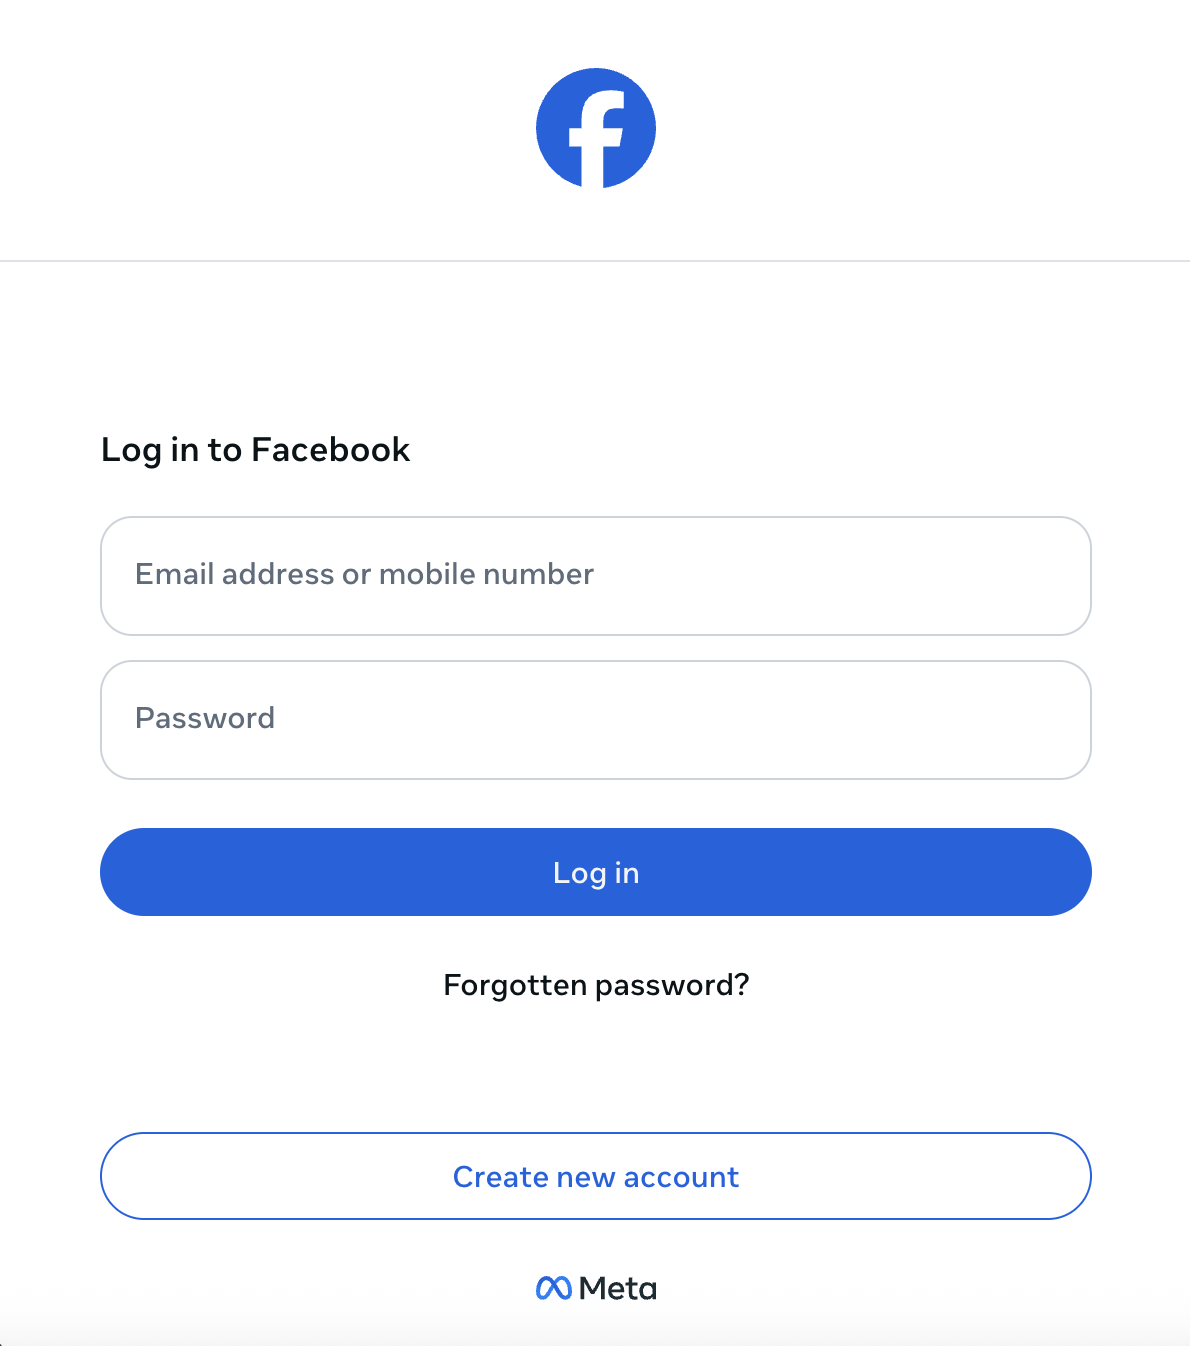 Log in to Facebook
Email address or mobile number
Password
Log in
Forgotten password?
Create new account
Meta